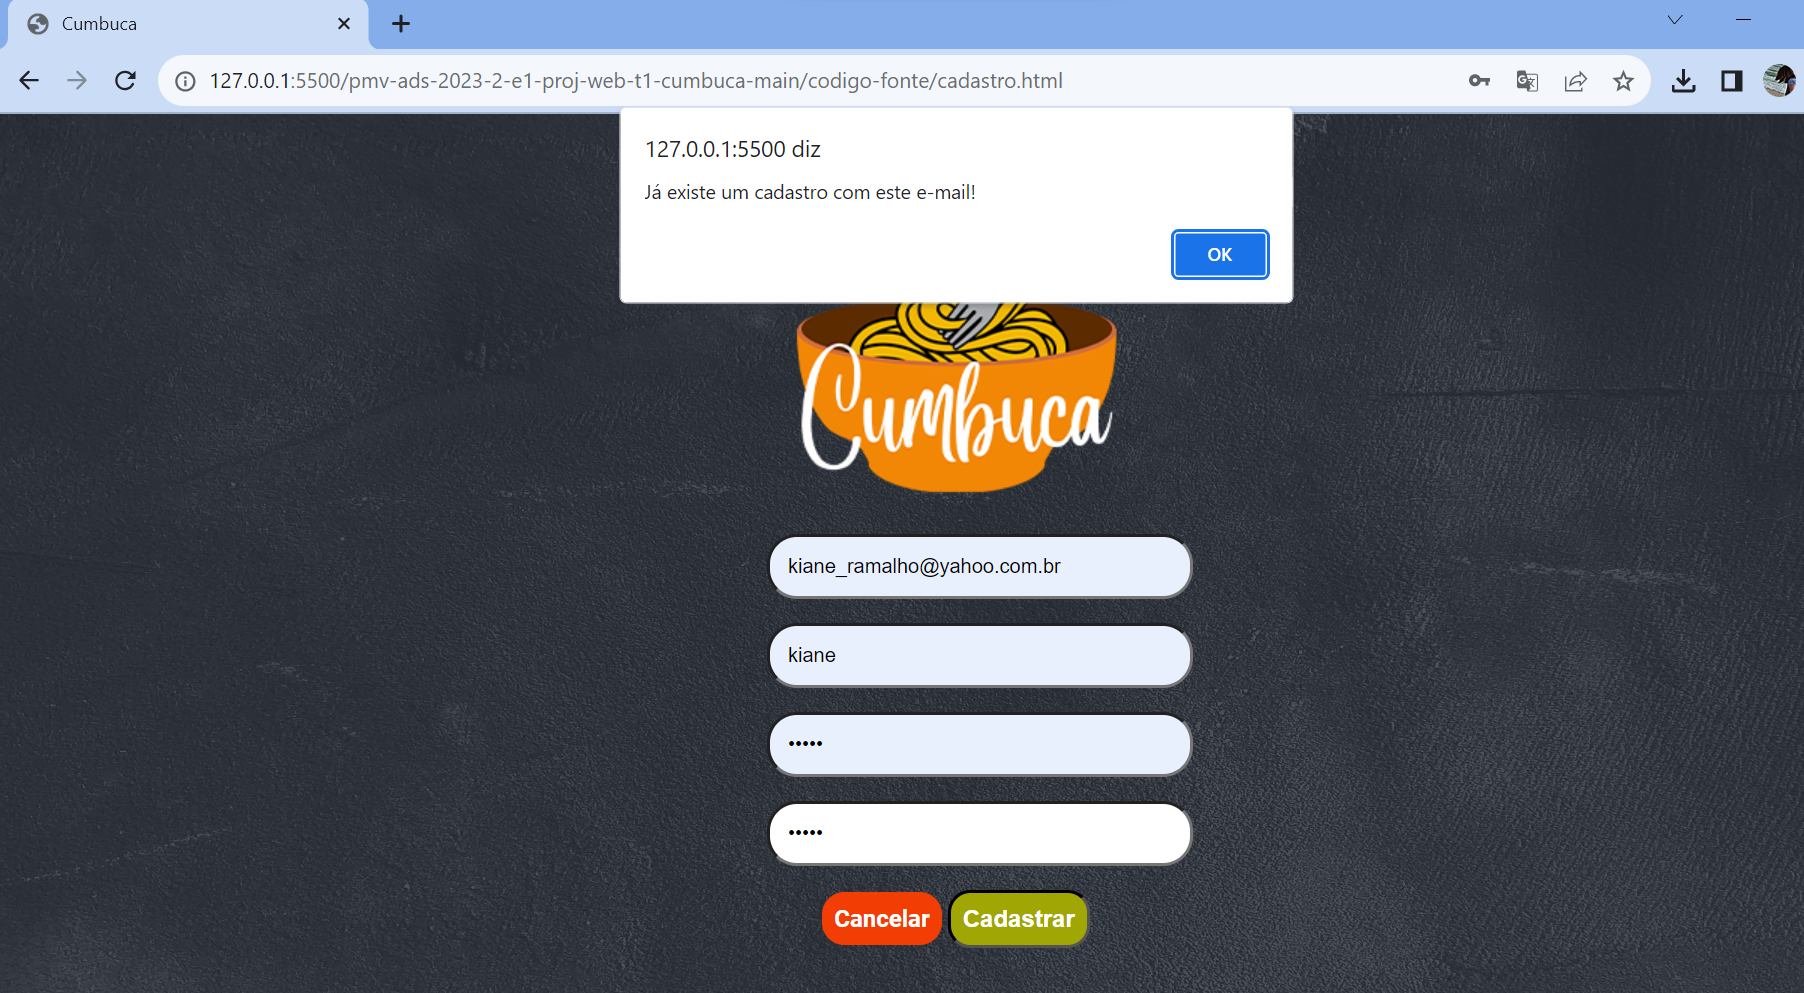 Cumbuca
127.0.0.1:5500/pmv-ads-2023-2-e1-proj-web-t1-cumbuca-main/codigo-fonte/cadastro.html
127.0.0.1:5500 diz
Já existe um cadastro com este e-mail!
OK
Cumbuca
kiane_ramalho@yahoo.com.br
kiane
•••••
•••••
Cancelar
Cadastrar